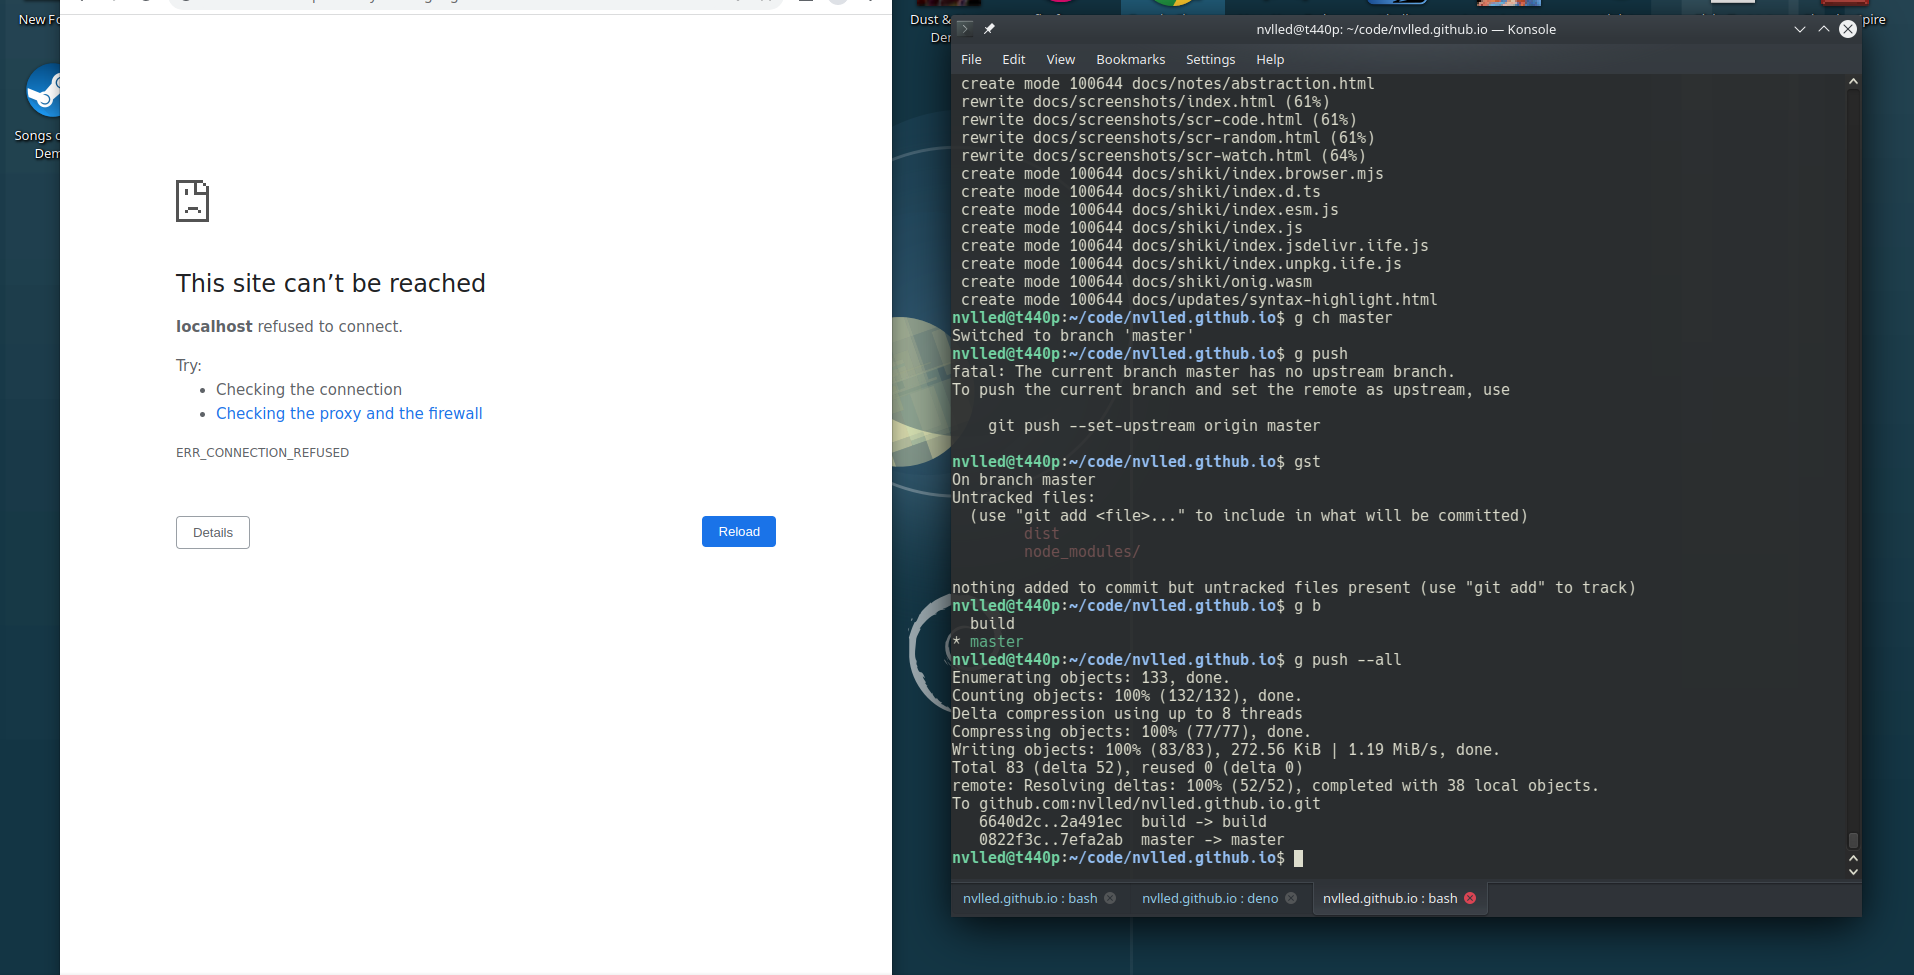 New Fo
Songs o
Dem
Dust &
Der
pire
This site can’t be reached
localhost refused to connect.
Try:
• Checking the connection
• Checking the proxy and the firewall
ERR_CONNECTION_REFUSED
Details
Reload
nvlled@t440p: ~/code/nvlled.github.io — Konsole
File Edit View Bookmarks Settings Help
create mode 100644 docs/notes/abstraction.html
rewrite docs/screenshots/index.html (61%)
rewrite docs/screenshots/scr-code.html (61%)
rewrite docs/screenshots/scr-random.html (61%)
rewrite docs/screenshots/scr-watch.html (64%)
create mode 100644 docs/shiki/index.browser.mjs
create mode 100644 docs/shiki/index.d.ts
create mode 100644 docs/shiki/index.esm.js
create mode 100644 docs/shiki/index.js
create mode 100644 docs/shiki/index.jsdelivr.iife.js
create mode 100644 docs/shiki/index.unpkg.iife.js
create mode 100644 docs/shiki/onig.wasm
create mode 100644 docs/updates/syntax-highlight.html
nvlled@t440p:~/code/nvlled.github.io$ g ch master
Switched to branch 'master'
nvlled@t440p:~/code/nvlled.github.io$ g push
fatal: The current branch master has no upstream branch.
To push the current branch and set the remote as upstream, use
git push --set-upstream origin master
nvlled@t440p:~/code/nvlled.github.io$ gst
On branch master
Untracked files:
(use "git add <file>..." to include in what will be committed)
dist
node_modules/
nothing added to commit but untracked files present (use "git add" to track)
nvlled@t440p:~/code/nvlled.github.io$ g b
build
* master
nvlled@t440p:~/code/nvlled.github.io$ g push --all
Enumerating objects: 133, done.
Counting objects: 100% (132/132), done.
Delta compression using up to 8 threads
Compressing objects: 100% (77/77), done.
Writing objects: 100% (83/83), 272.56 KiB | 1.19 MiB/s, done.
Total 83 (delta 52), reused 0 (delta 0)
remote: Resolving deltas: 100% (52/52), completed with 38 local objects.
To github.com:nvlled/nvlled.github.io.git
6640d2c..2a491ec build -> build
0822f3c..7efa2ab master -> master
nvlled@t440p:~/code/nvlled.github.io$
nvlled.github.io : bash nvlled.github.io : deno nvlled.github.io : bash